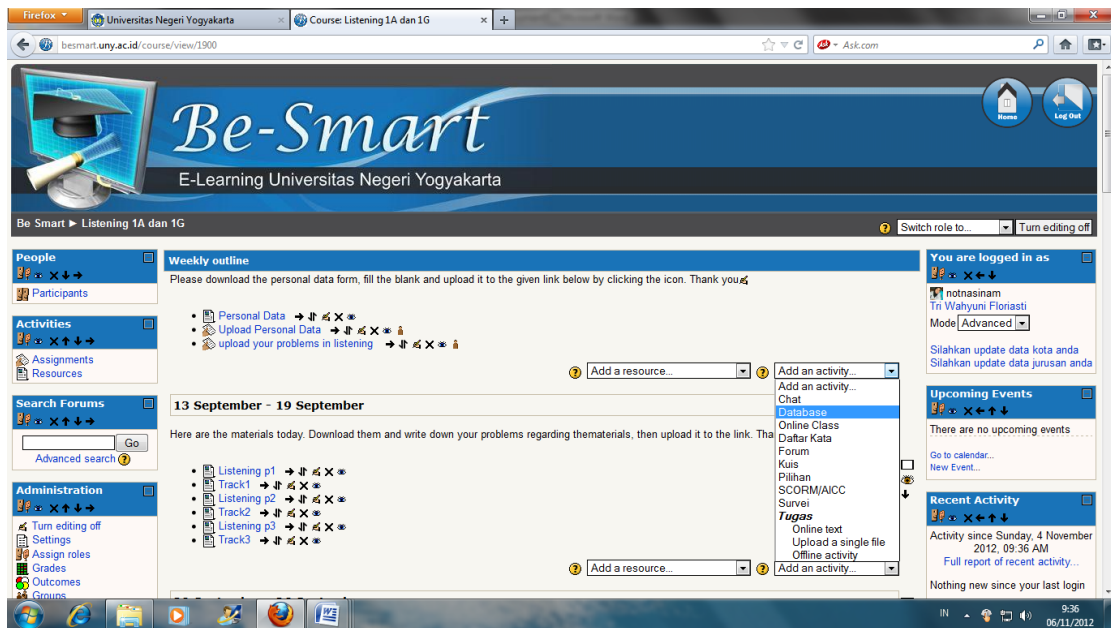 Firefox
Universitas Negeri Yogyakarta
Course: Listening 1A dan 1G
besmart.uny.ac.id/course/view/1900
Ask.com
Be-Smart
E-Learning Universitas Negeri Yogyakarta
Home
Log Out
Be Smart ► Listening 1A dan 1G
Switch role to...
Turn editing off
People
Participants
Activities
Assignments
Resources
Search Forums
Go
Advanced search
Administration
Turn editing off
Settings
Assign roles
Grades
Outcomes
Groups
Weekly outline
Please download the personal data form, fill the blank and upload it to the given link below by clicking the icon. Thank you
Personal Data
Upload Personal Data
upload your problems in listening
Add a resource...
Add an activity...
Add an activity...
Chat
Database
Online Class
Daftar Kata
Forum
Kuis
Pilihan
SCORM/AICC
Survei
Tugas
Online text
Upload a single file
Offline activity
13 September - 19 September
Here are the materials today. Download them and write down your problems regarding thematerials, then upload it to the link. Tha
Listening p1
Track1
Listening p2
Track2
Listening p3
Track3
Add a resource...
Add an activity...
You are logged in as
notnasinam
Tri Wahyuni Floriasti
Mode Advanced
Silahkan update data kota anda
Silahkan update data jurusan anda
Upcoming Events
There are no upcoming events
Go to calendar...
New Event...
Recent Activity
Activity since Sunday, 4 November
2012, 09:36 AM
Full report of recent activity...
Nothing new since your last login
IN
9:36
06/11/2012